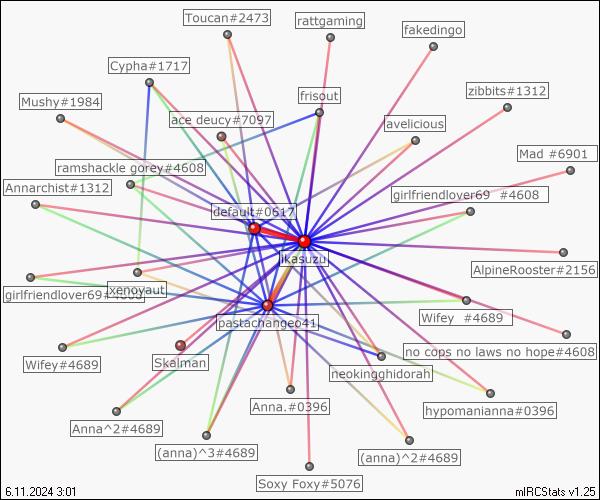 Toucan#2473
rattgaming
fakedingo
Cypha#1717
zibbits#1312
Mushy#1984
frisout
ace deucy#7097
avelicious
Mad #6901
ramshackle gorey#4608
Annarchist#1312
girlfriendlover69 #4608
default#0617
ikasuzu
AlpineRooster#2156
girlfriendlover69#4608
xenoyaut
pastachangeo41
Wifey #4689
no cops no laws no hope#4608
Wifey#4689
Skalman
neokingghidorah
Anna.#0396
hypomanianna#0396
Anna^2#4689
(anna)^3#4689
(anna)^2#4689
Soxy Foxy#5076
6.11.2024 3:01
mIRCStats v1.25